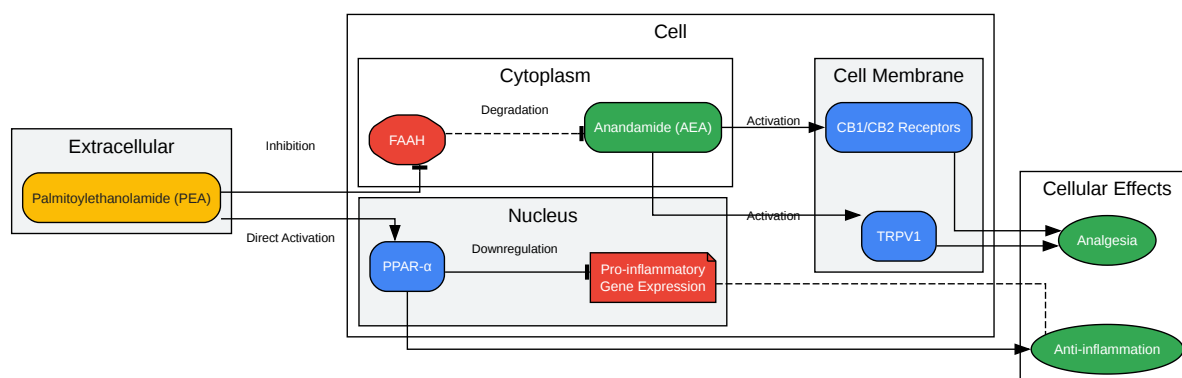 Cell
Cytoplasm
Cell Membrane
Degradation
FAAH
Anandamide (AEA)
Activation
CB1/CB2 Receptors
Extracellular
Inhibition
Palmitoylethanolamide (PEA)
Direct Activation
Nucleus
Activation
TRPV1
Cellular Effects
Analgesia
Downregulation
PPAR-α
Pro-inflammatory
Gene Expression
Anti-inflammation